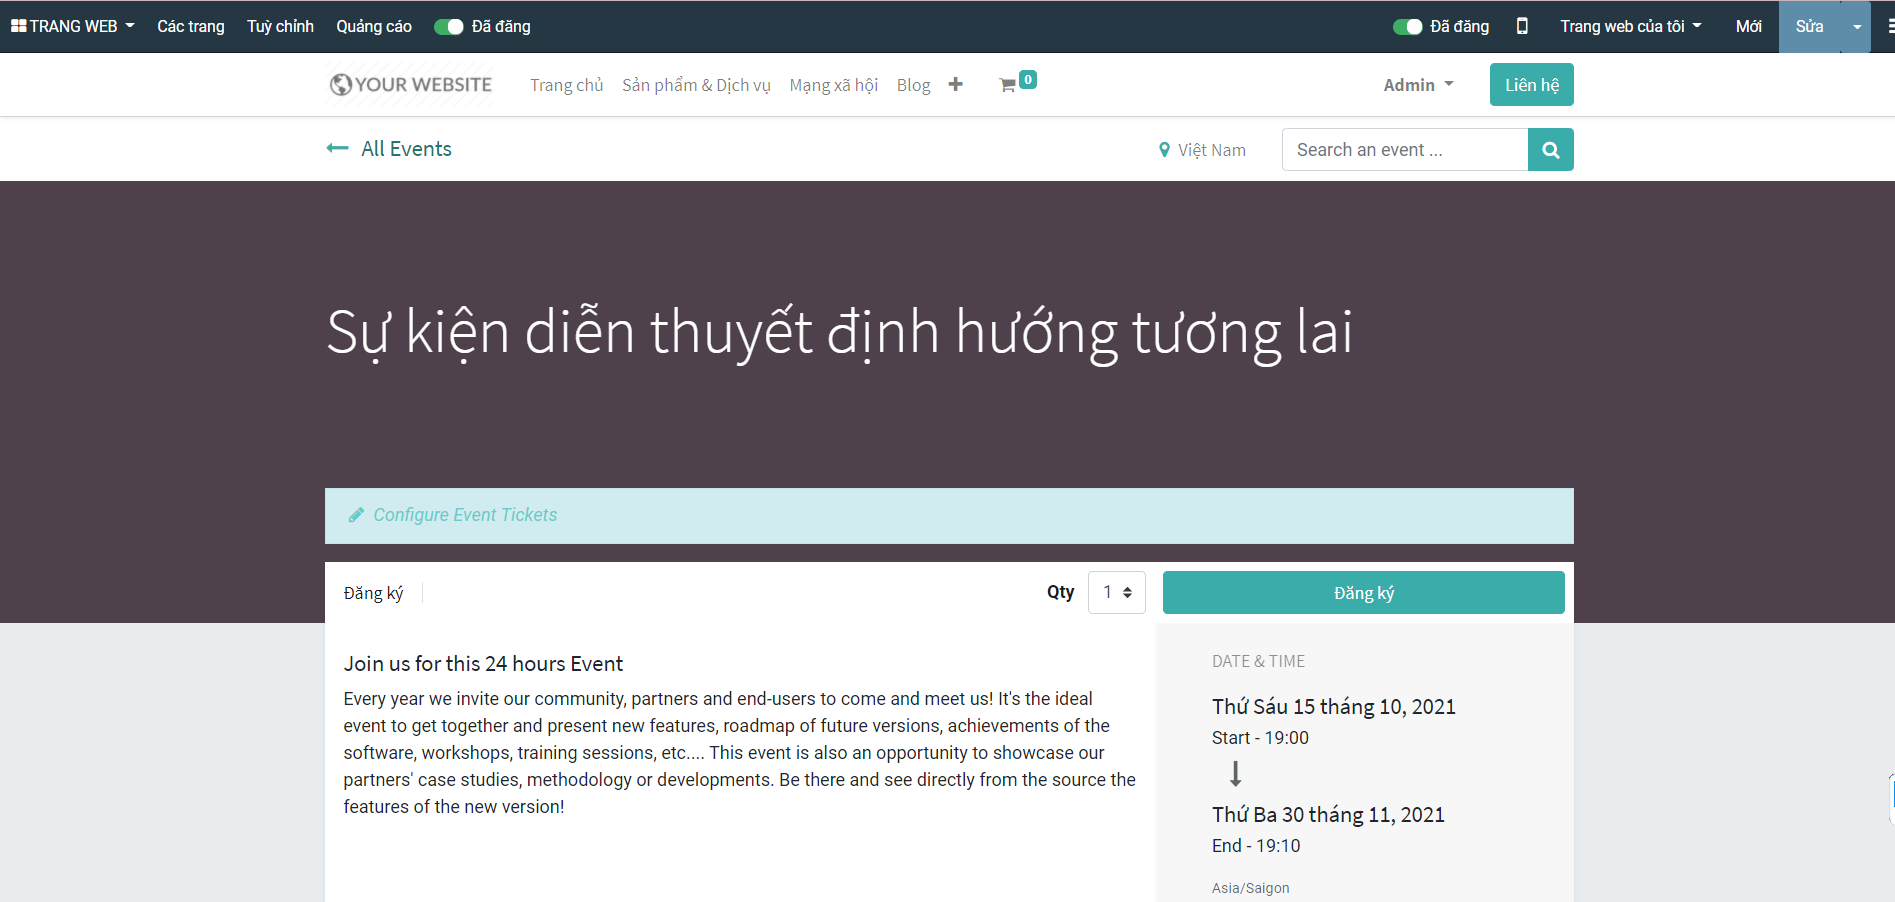 TRANG WEB Các trang Tuỳ chỉnh Quảng cáo Đã đăng Đã đăng Trang web của tôi Mới Sửa
YOUR WEBSITE Trang chủ Sản phẩm & Dịch vụ Mạng xã hội Blog 0 Admin Liên hệ
All Events Việt Nam Search an event ...
Sự kiện diễn thuyết định hướng tương lai
Configure Event Tickets
Đăng ký Qty 1 Đăng ký
Join us for this 24 hours Event
Every year we invite our community, partners and end-users to come and meet us! It's the ideal
event to get together and present new features, roadmap of future versions, achievements of the
software, workshops, training sessions, etc.... This event is also an opportunity to showcase our
partners' case studies, methodology or developments. Be there and see directly from the source the
features of the new version!
DATE & TIME
Thứ Sáu 15 tháng 10, 2021
Start - 19:00
Thứ Ba 30 tháng 11, 2021
End - 19:10
Asia/Saigon